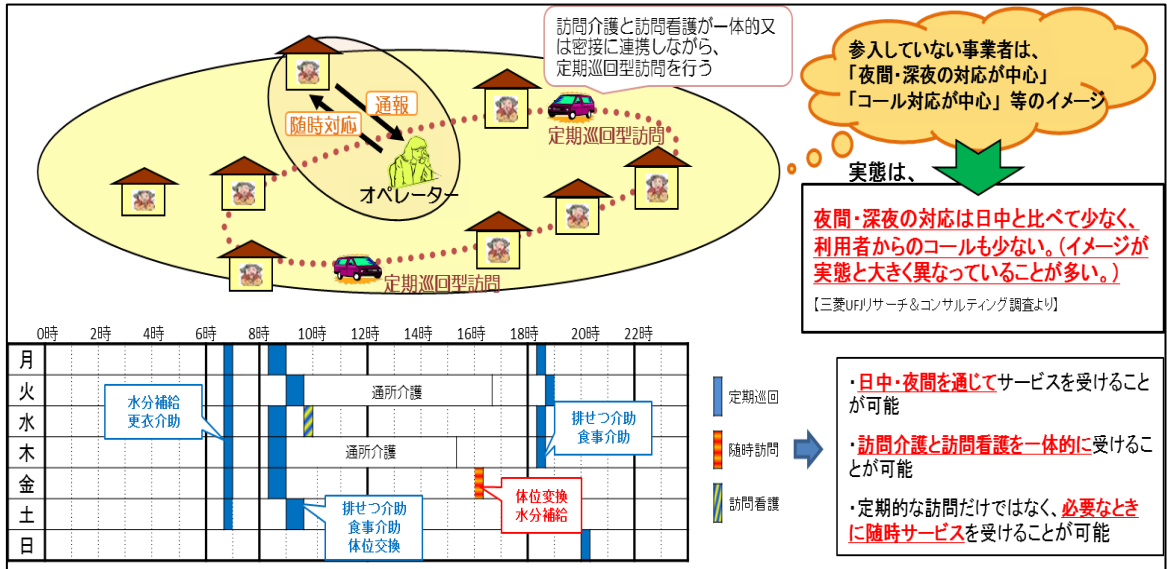 訪問介護と訪問看護が一体的又
は密接に連携しながら、
定期巡回型訪問を行う
参入していない事業者は、
「夜間・深夜の対応が中心」
「コール対応が中心」等のイメージ
通報
随時対応
オペレーター
定期巡回型訪問
定期巡回型訪問
実態は、
夜間・深夜の対応は日中と比べて少なく、
利用者からのコールも少ない。（イメージが
実態と大きく異なっていることが多い。）
【三菱UFJリサーチ＆コンサルティング調査より】
0時 2時 4時 6時 8時 10時 12時 14時 16時 18時 20時 22時
月
火
水
木
金
土
日
通所介護
通所介護
水分補給
更衣介助
排せつ介助
食事介助
体位変換
水分補給
排せつ介助
食事介助
体位交換
定期巡回
随時訪問
訪問看護
・日中・夜間を通じてサービスを受けること
が可能
・訪問介護と訪問看護を一体的に受けるこ
とが可能
・定期的な訪問だけではなく、必要なとき
に随時サービスを受けることが可能